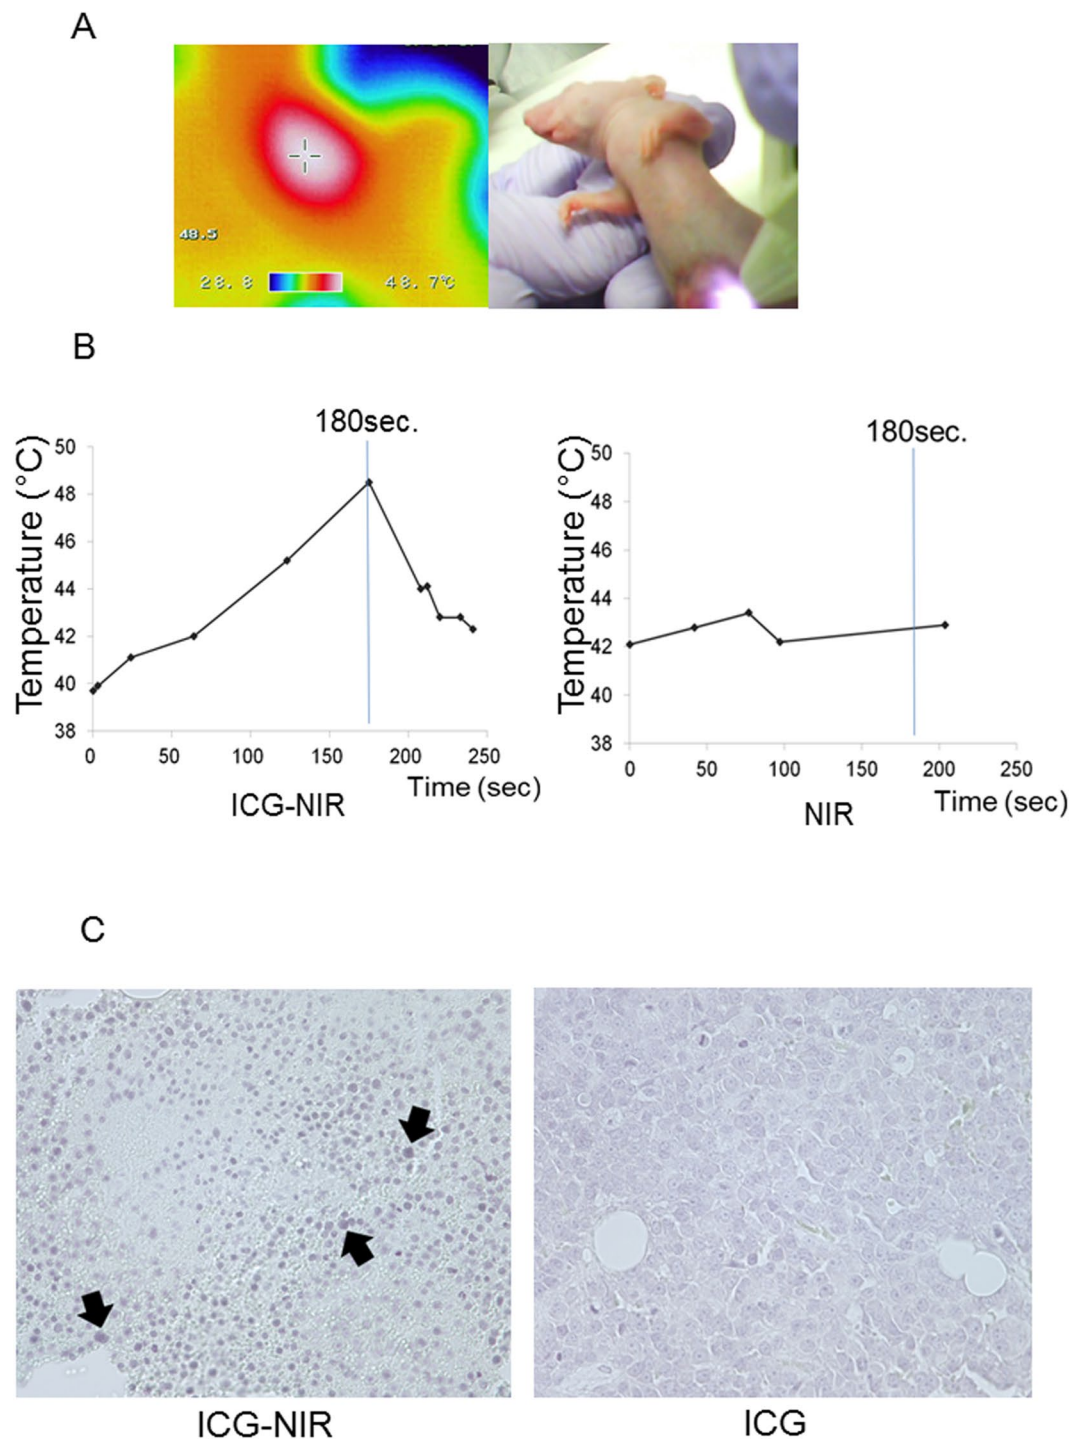 A
48.5
28.8 48.7℃
B
180sec.
Temperature (°C)
50
48
46
44
42
40
38
0 50 100 150 200 250
Time (sec)
ICG-NIR
180sec.
Temperature (°C)
50
48
46
44
42
40
38
0 50 100 150 200 250
Time (sec)
NIR
C
ICG-NIR
ICG